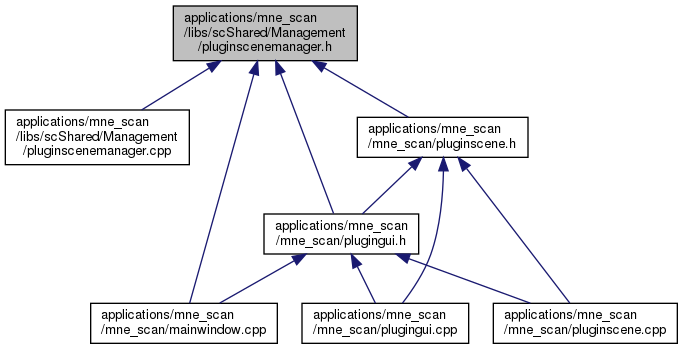 applications/mne_scan
/libs/scShared/Management
/pluginscenemanager.h
applications/mne_scan
/libs/scShared/Management
/pluginscenemanager.cpp
applications/mne_scan
/mne_scan/pluginscene.h
applications/mne_scan
/mne_scan/plugingui.h
applications/mne_scan
/mne_scan/mainwindow.cpp
applications/mne_scan
/mne_scan/plugingui.cpp
applications/mne_scan
/mne_scan/pluginscene.cpp